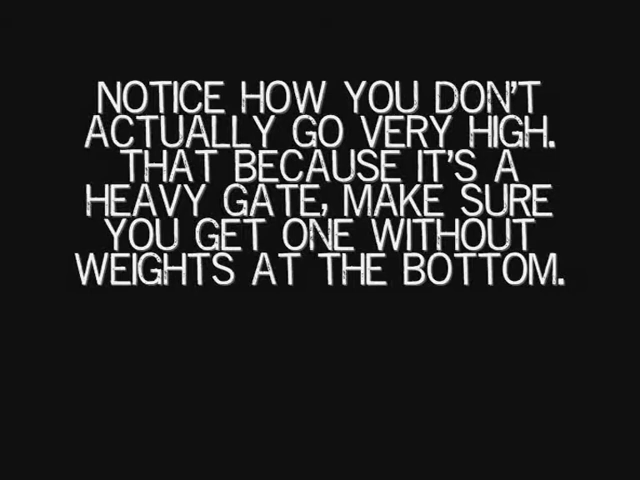 NOTICE HOW YOU DON'T
ACTUALLY GO VERY HIGH.
THAT BECAUSE IT'S A
HEAVY GATE, MAKE SURE
YOU GET ONE WITHOUT
WEIGHTS AT THE BOTTOM.